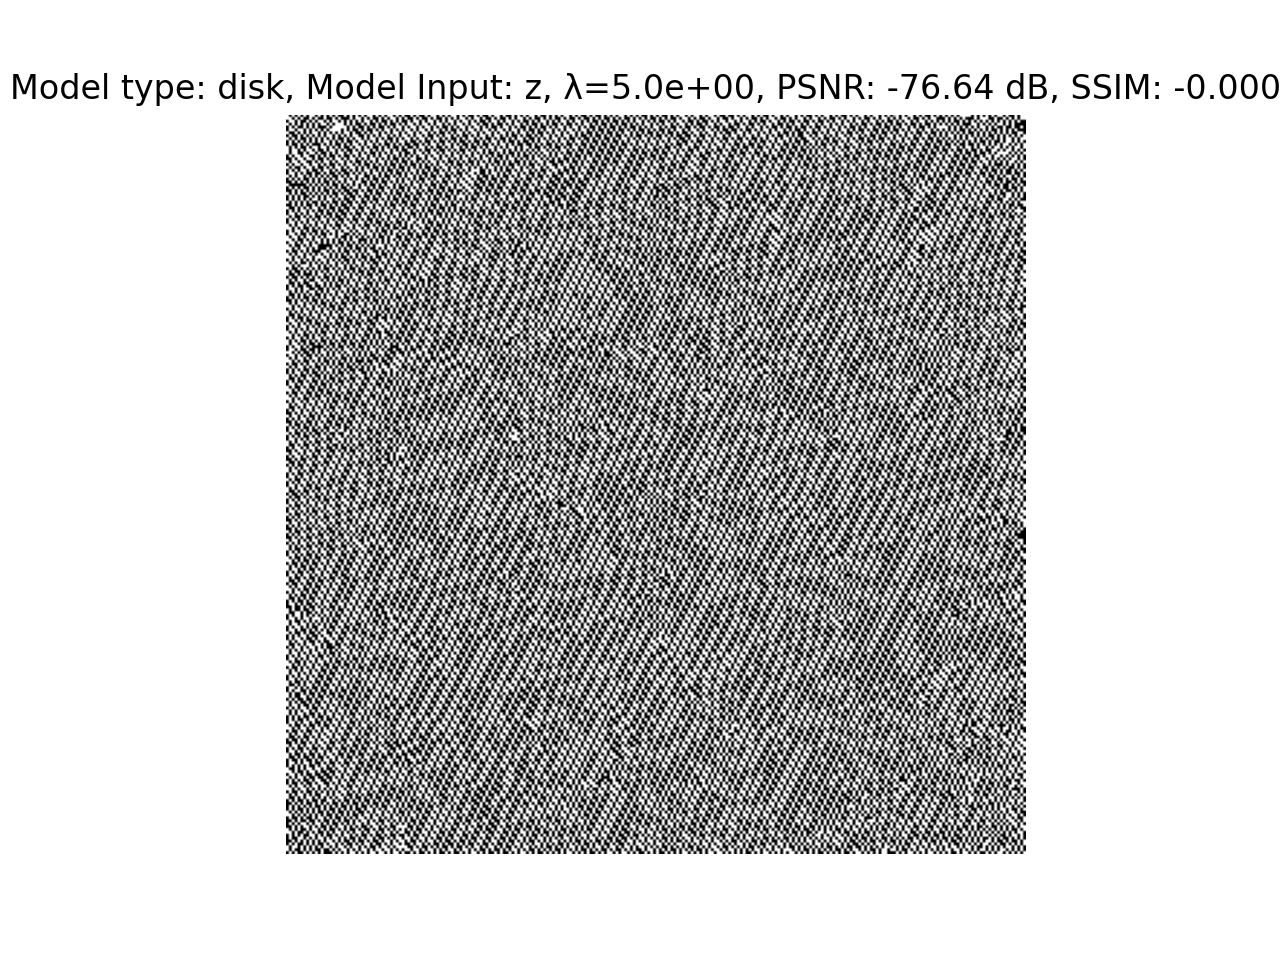 Model type: disk, Model Input: z, λ=5.0e+00, PSNR: -76.64 dB, SSIM: -0.000